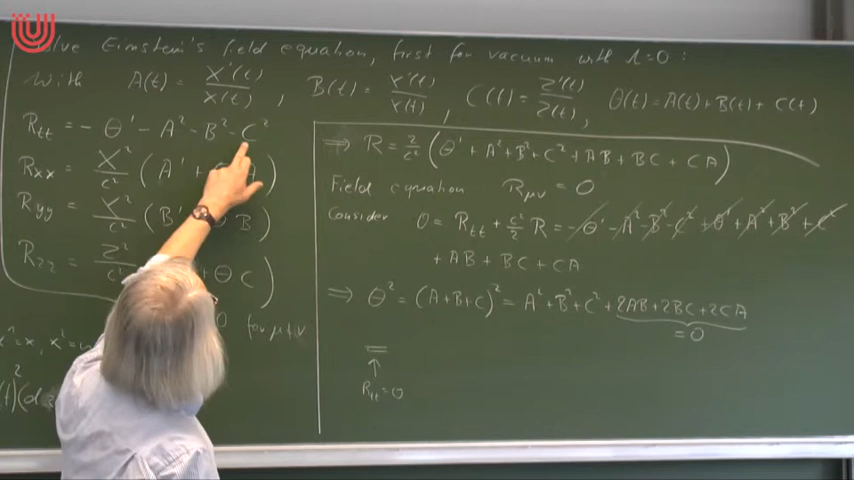 Solve Einstein's field equation, first for vacuum with Λ=0 :
With A(t) = X'(t)/X(t) , B(t) = Y'(t)/Y(t) , C(t) = Z'(t)/Z(t) , Θ(t)=A(t)+B(t)+C(t)
R_tt = - Θ' - A² - B² - C²
R_xx = X²/c² (A' + A)
R_yy = Y²/c² (B' B)
R_zz = Z²/c² + Θ C)
0 for μ≠ν
⟹ R = 2/c² (Θ' + A² + B² + C² + AB + BC + CA)
Field equation: R_μν = 0
Consider 0 = R_tt + c²/2 R = -Θ' - A² - B² - C² + Θ' + A² + B² + C²
+ AB + BC + CA
⟹ Θ² = (A+B+C)² = A² + B² + C² + 2AB + 2BC + 2CA
= 0
=
↑
R_tt = 0